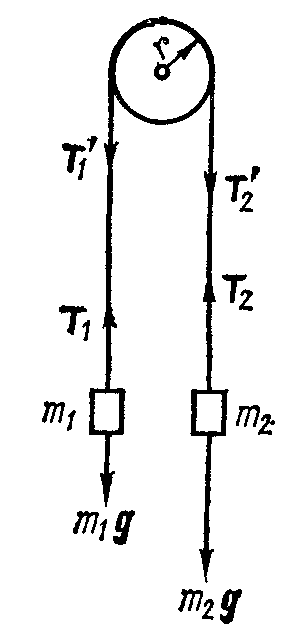 r
T₁' T₂'
T₁ T₂
m₁ m₂
m₁g
m₂g